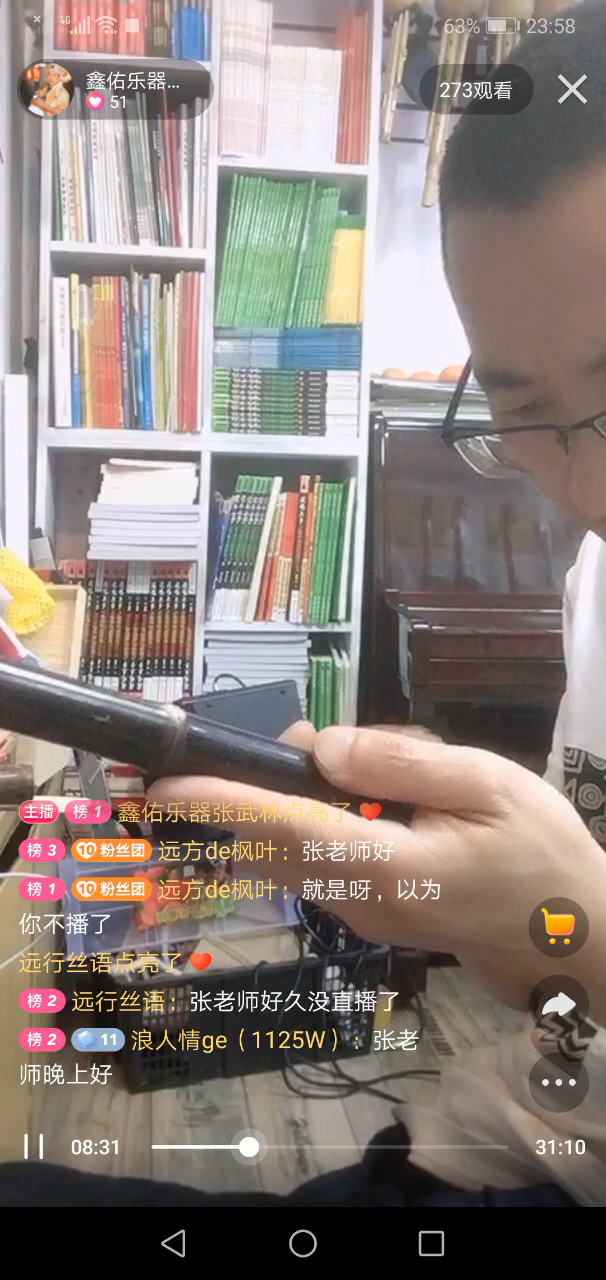 4G
63%
23:58
鑫佑乐器...
51
273观看
主播 榜 1 鑫佑乐器张武林点亮了
榜 3 10 粉丝团 远方de枫叶：张老师好
榜 1 10 粉丝团 远方de枫叶：就是呀，以为
你不播了
远行丝语点亮了
榜 2 远行丝语：张老师好久没直播了
榜 2 11 浪人情ge（1125W）：张老
师晚上好
08:31
31:10